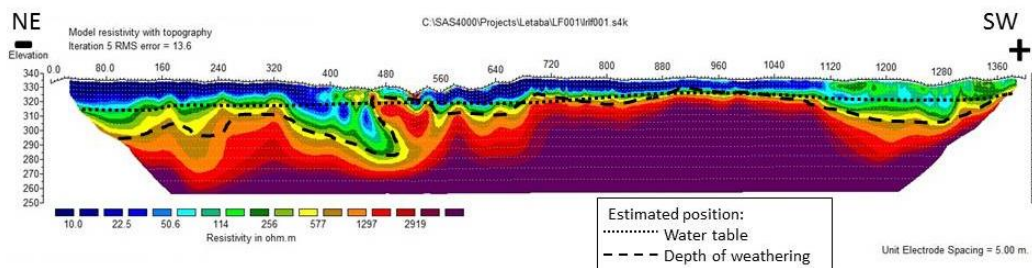 NE
C:\SAS4000\Projects\Letaba\LF001\lrlf001.s4k
SW
Model resistivity with topography
Iteration 5 RMS error = 13.6
Elevation
0.0 80.0 160 240 320 400 480 560 640 720 800 880 960 1040 1120 1200 1280 1360
340
330
320
310
300
290
280
270
260
250
10.0 22.5 50.6 114 256 577 1297 2919
Resistivity in ohm.m
Estimated position:
Water table
Depth of weathering
Unit Electrode Spacing = 5.00 m.